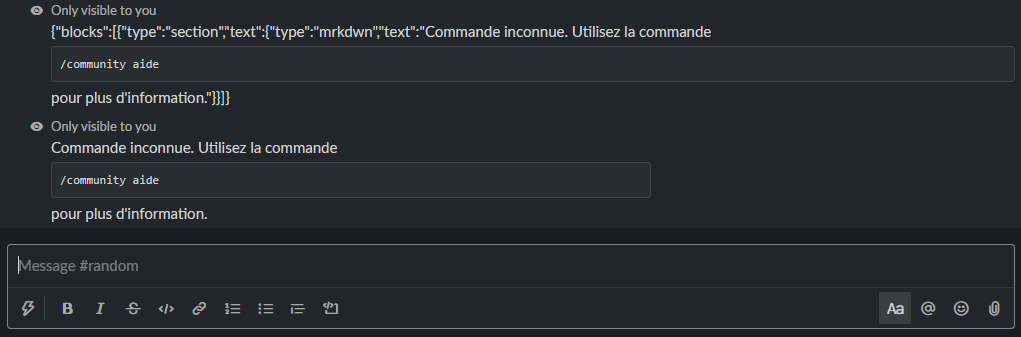 Only visible to you
{"blocks":[{"type":"section","text":{"type":"mrkdwn","text":"Commande inconnue. Utilisez la commande
/community aide
pour plus d'information."}}]}
Only visible to you
Commande inconnue. Utilisez la commande
/community aide
pour plus d'information.
Message #random
B I S </> Aa @